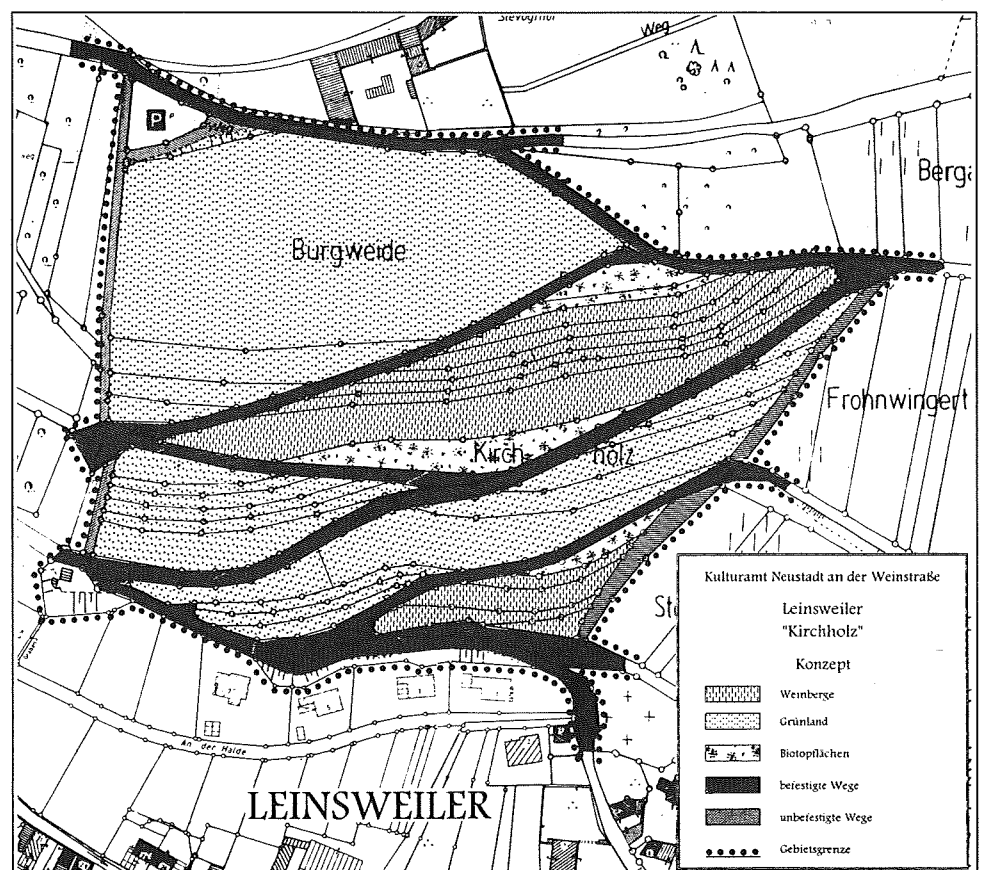 Weg
P
Berga
Burgweide
Frohnwingert
Kirch holz
Kulturamt Neustadt an der Weinstraße
Leinsweiler
"Kirchholz"
Konzept
Weinberge
Grünland
Biotopflächen
befestigte Wege
unbefestigte Wege
Gebietsgrenze
An der Halde
LEINSWEILER